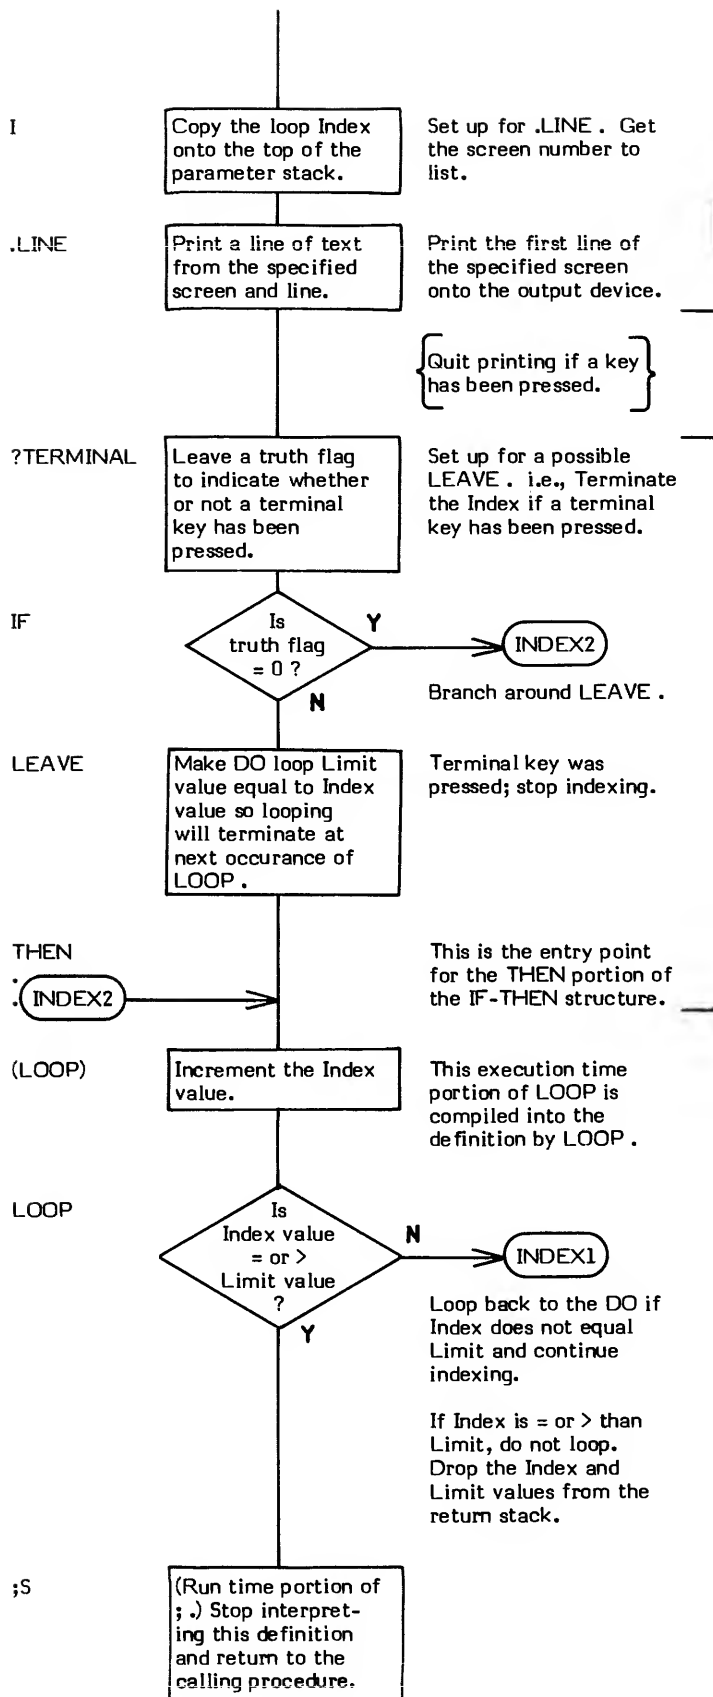 I
Copy the loop Index
onto the top of the
parameter stack.
Set up for .LINE . Get
the screen number to
list.
.LINE
Print a line of text
from the specified
screen and line.
Print the first line of
the specified screen
onto the output device.
Quit printing if a key
has been pressed.
?TERMINAL
Leave a truth flag
to indicate whether
or not a terminal
key has been
pressed.
Set up for a possible
LEAVE . i.e., Terminate
the Index if a terminal
key has been pressed.
IF
Is
truth flag
= 0 ?
Y
N
INDEX2
Branch around LEAVE .
LEAVE
Make DO loop Limit
value equal to Index
value so looping
will terminate at
next occurance of
LOOP .
Terminal key was
pressed; stop indexing.
THEN
: INDEX2
This is the entry point
for the THEN portion of
the IF-THEN structure.
(LOOP)
Increment the Index
value.
This execution time
portion of LOOP is
compiled into the
definition by LOOP .
LOOP
Is
Index value
= or >
Limit value
?
N
Y
INDEX1
Loop back to the DO if
Index does not equal
Limit and continue
indexing.
If Index is = or > than
Limit, do not loop.
Drop the Index and
Limit values from the
return stack.
;S
(Run time portion of
; .) Stop interpret-
ing this definition
and return to the
calling procedure.